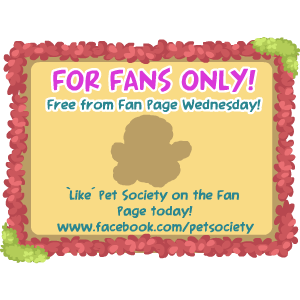 FOR FANS ONLY!
Free from Fan Page Wednesday!
`Like´ Pet Society on the Fan
Page today!
www.facebook.com/petsociety